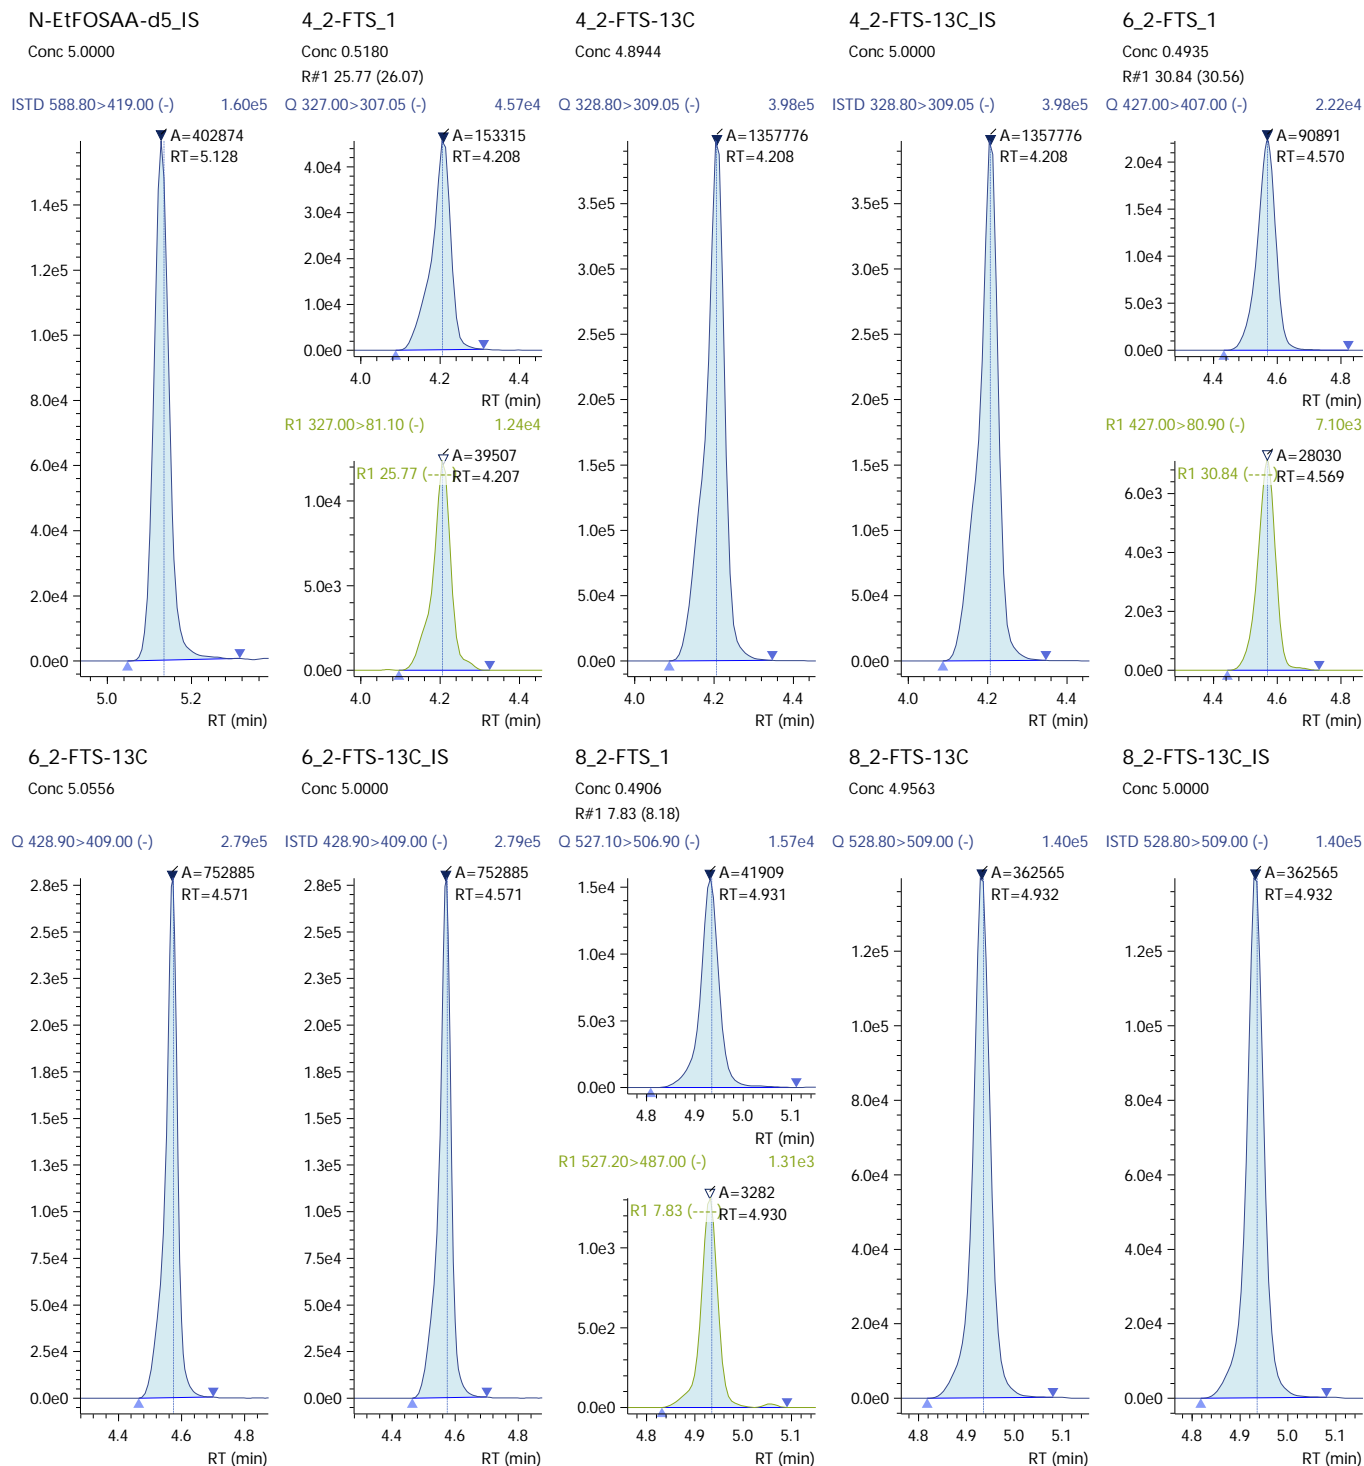 N-EtFOSAA-d5_IS
Conc 5.0000
ISTD 588.80>419.00 (-) 1.60e5
A=402874
RT=5.128
1.4e5
1.2e5
1.0e5
8.0e4
6.0e4
4.0e4
2.0e4
0.0e0
5.0 5.2
RT (min)
4_2-FTS_1
Conc 0.5180
R#1 25.77 (26.07)
Q 327.00>307.05 (-) 4.57e4
A=153315
RT=4.208
4.0e4
3.0e4
2.0e4
1.0e4
0.0e0
4.0 4.2 4.4
RT (min)
R1 327.00>81.10 (-) 1.24e4
A=39507
R1 25.77 (----)
RT=4.207
1.0e4
5.0e3
0.0e0
4.0 4.2 4.4
RT (min)
4_2-FTS-13C
Conc 4.8944
Q 328.80>309.05 (-) 3.98e5
A=1357776
RT=4.208
3.5e5
3.0e5
2.5e5
2.0e5
1.5e5
1.0e5
5.0e4
0.0e0
4.0 4.2 4.4
RT (min)
4_2-FTS-13C_IS
Conc 5.0000
ISTD 328.80>309.05 (-) 3.98e5
A=1357776
RT=4.208
3.5e5
3.0e5
2.5e5
2.0e5
1.5e5
1.0e5
5.0e4
0.0e0
4.0 4.2 4.4
RT (min)
6_2-FTS_1
Conc 0.4935
R#1 30.84 (30.56)
Q 427.00>407.00 (-) 2.22e4
A=90891
RT=4.570
2.0e4
1.5e4
1.0e4
5.0e3
0.0e0
4.4 4.6 4.8
RT (min)
R1 427.00>80.90 (-) 7.10e3
A=28030
R1 30.84 (----)
RT=4.569
6.0e3
4.0e3
2.0e3
0.0e0
4.4 4.6 4.8
RT (min)
6_2-FTS-13C
Conc 5.0556
Q 428.90>409.00 (-) 2.79e5
A=752885
RT=4.571
2.8e5
2.5e5
2.3e5
2.0e5
1.8e5
1.5e5
1.3e5
1.0e5
7.5e4
5.0e4
2.5e4
0.0e0
4.4 4.6 4.8
RT (min)
6_2-FTS-13C_IS
Conc 5.0000
ISTD 428.90>409.00 (-) 2.79e5
A=752885
RT=4.571
2.8e5
2.5e5
2.3e5
2.0e5
1.8e5
1.5e5
1.3e5
1.0e5
7.5e4
5.0e4
2.5e4
0.0e0
4.4 4.6 4.8
RT (min)
8_2-FTS_1
Conc 0.4906
R#1 7.83 (8.18)
Q 527.10>506.90 (-) 1.57e4
A=41909
RT=4.931
1.5e4
1.0e4
5.0e3
0.0e0
4.8 4.9 5.0 5.1
RT (min)
R1 527.20>487.00 (-) 1.31e3
A=3282
R1 7.83 (----)
RT=4.930
1.0e3
5.0e2
0.0e0
4.8 4.9 5.0 5.1
RT (min)
8_2-FTS-13C
Conc 4.9563
Q 528.80>509.00 (-) 1.40e5
A=362565
RT=4.932
1.2e5
1.0e5
8.0e4
6.0e4
4.0e4
2.0e4
0.0e0
4.8 4.9 5.0 5.1
RT (min)
8_2-FTS-13C_IS
Conc 5.0000
ISTD 528.80>509.00 (-) 1.40e5
A=362565
RT=4.932
1.2e5
1.0e5
8.0e4
6.0e4
4.0e4
2.0e4
0.0e0
4.8 4.9 5.0 5.1
RT (min)